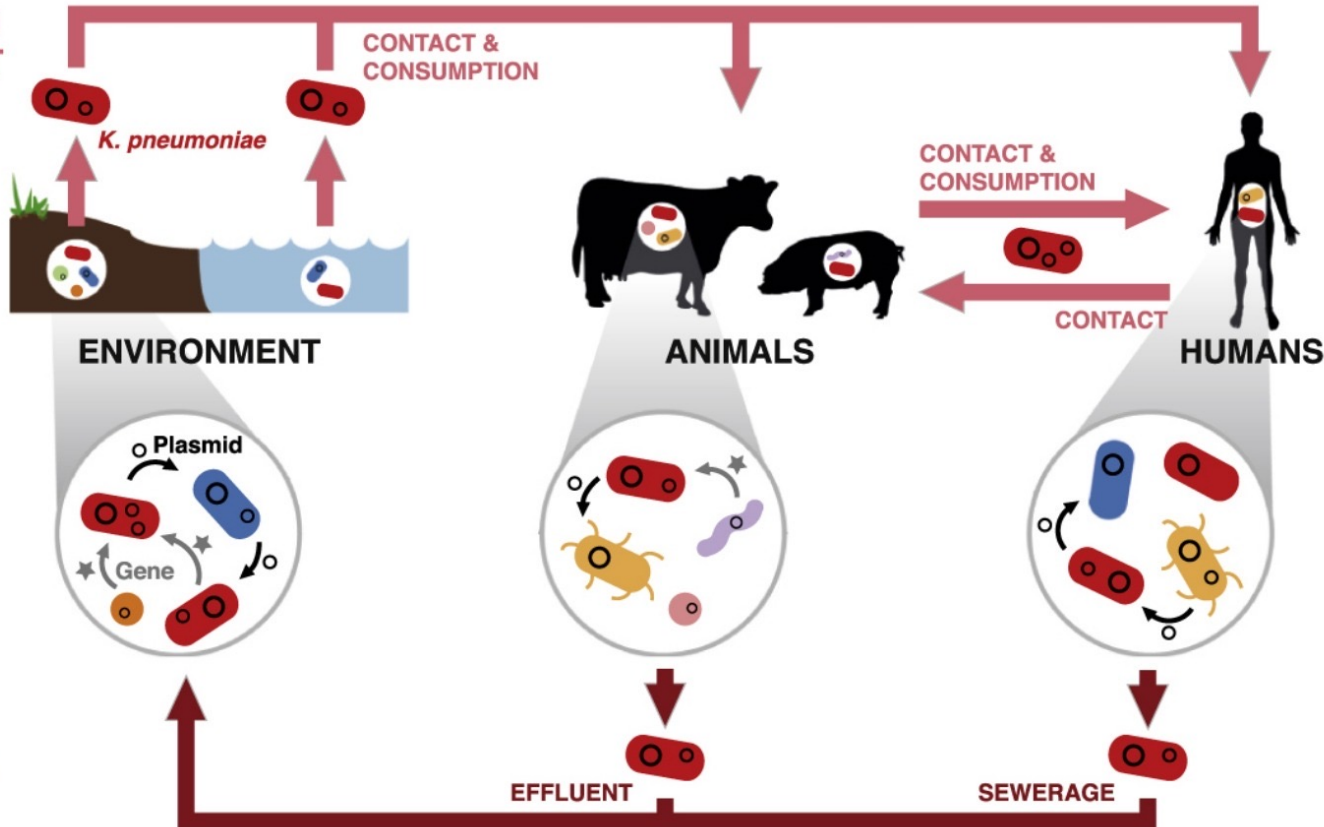 CONTACT &
CONSUMPTION
K. pneumoniae
CONTACT &
CONSUMPTION
CONTACT
ENVIRONMENT
ANIMALS
HUMANS
Plasmid
Gene
EFFLUENT
SEWERAGE